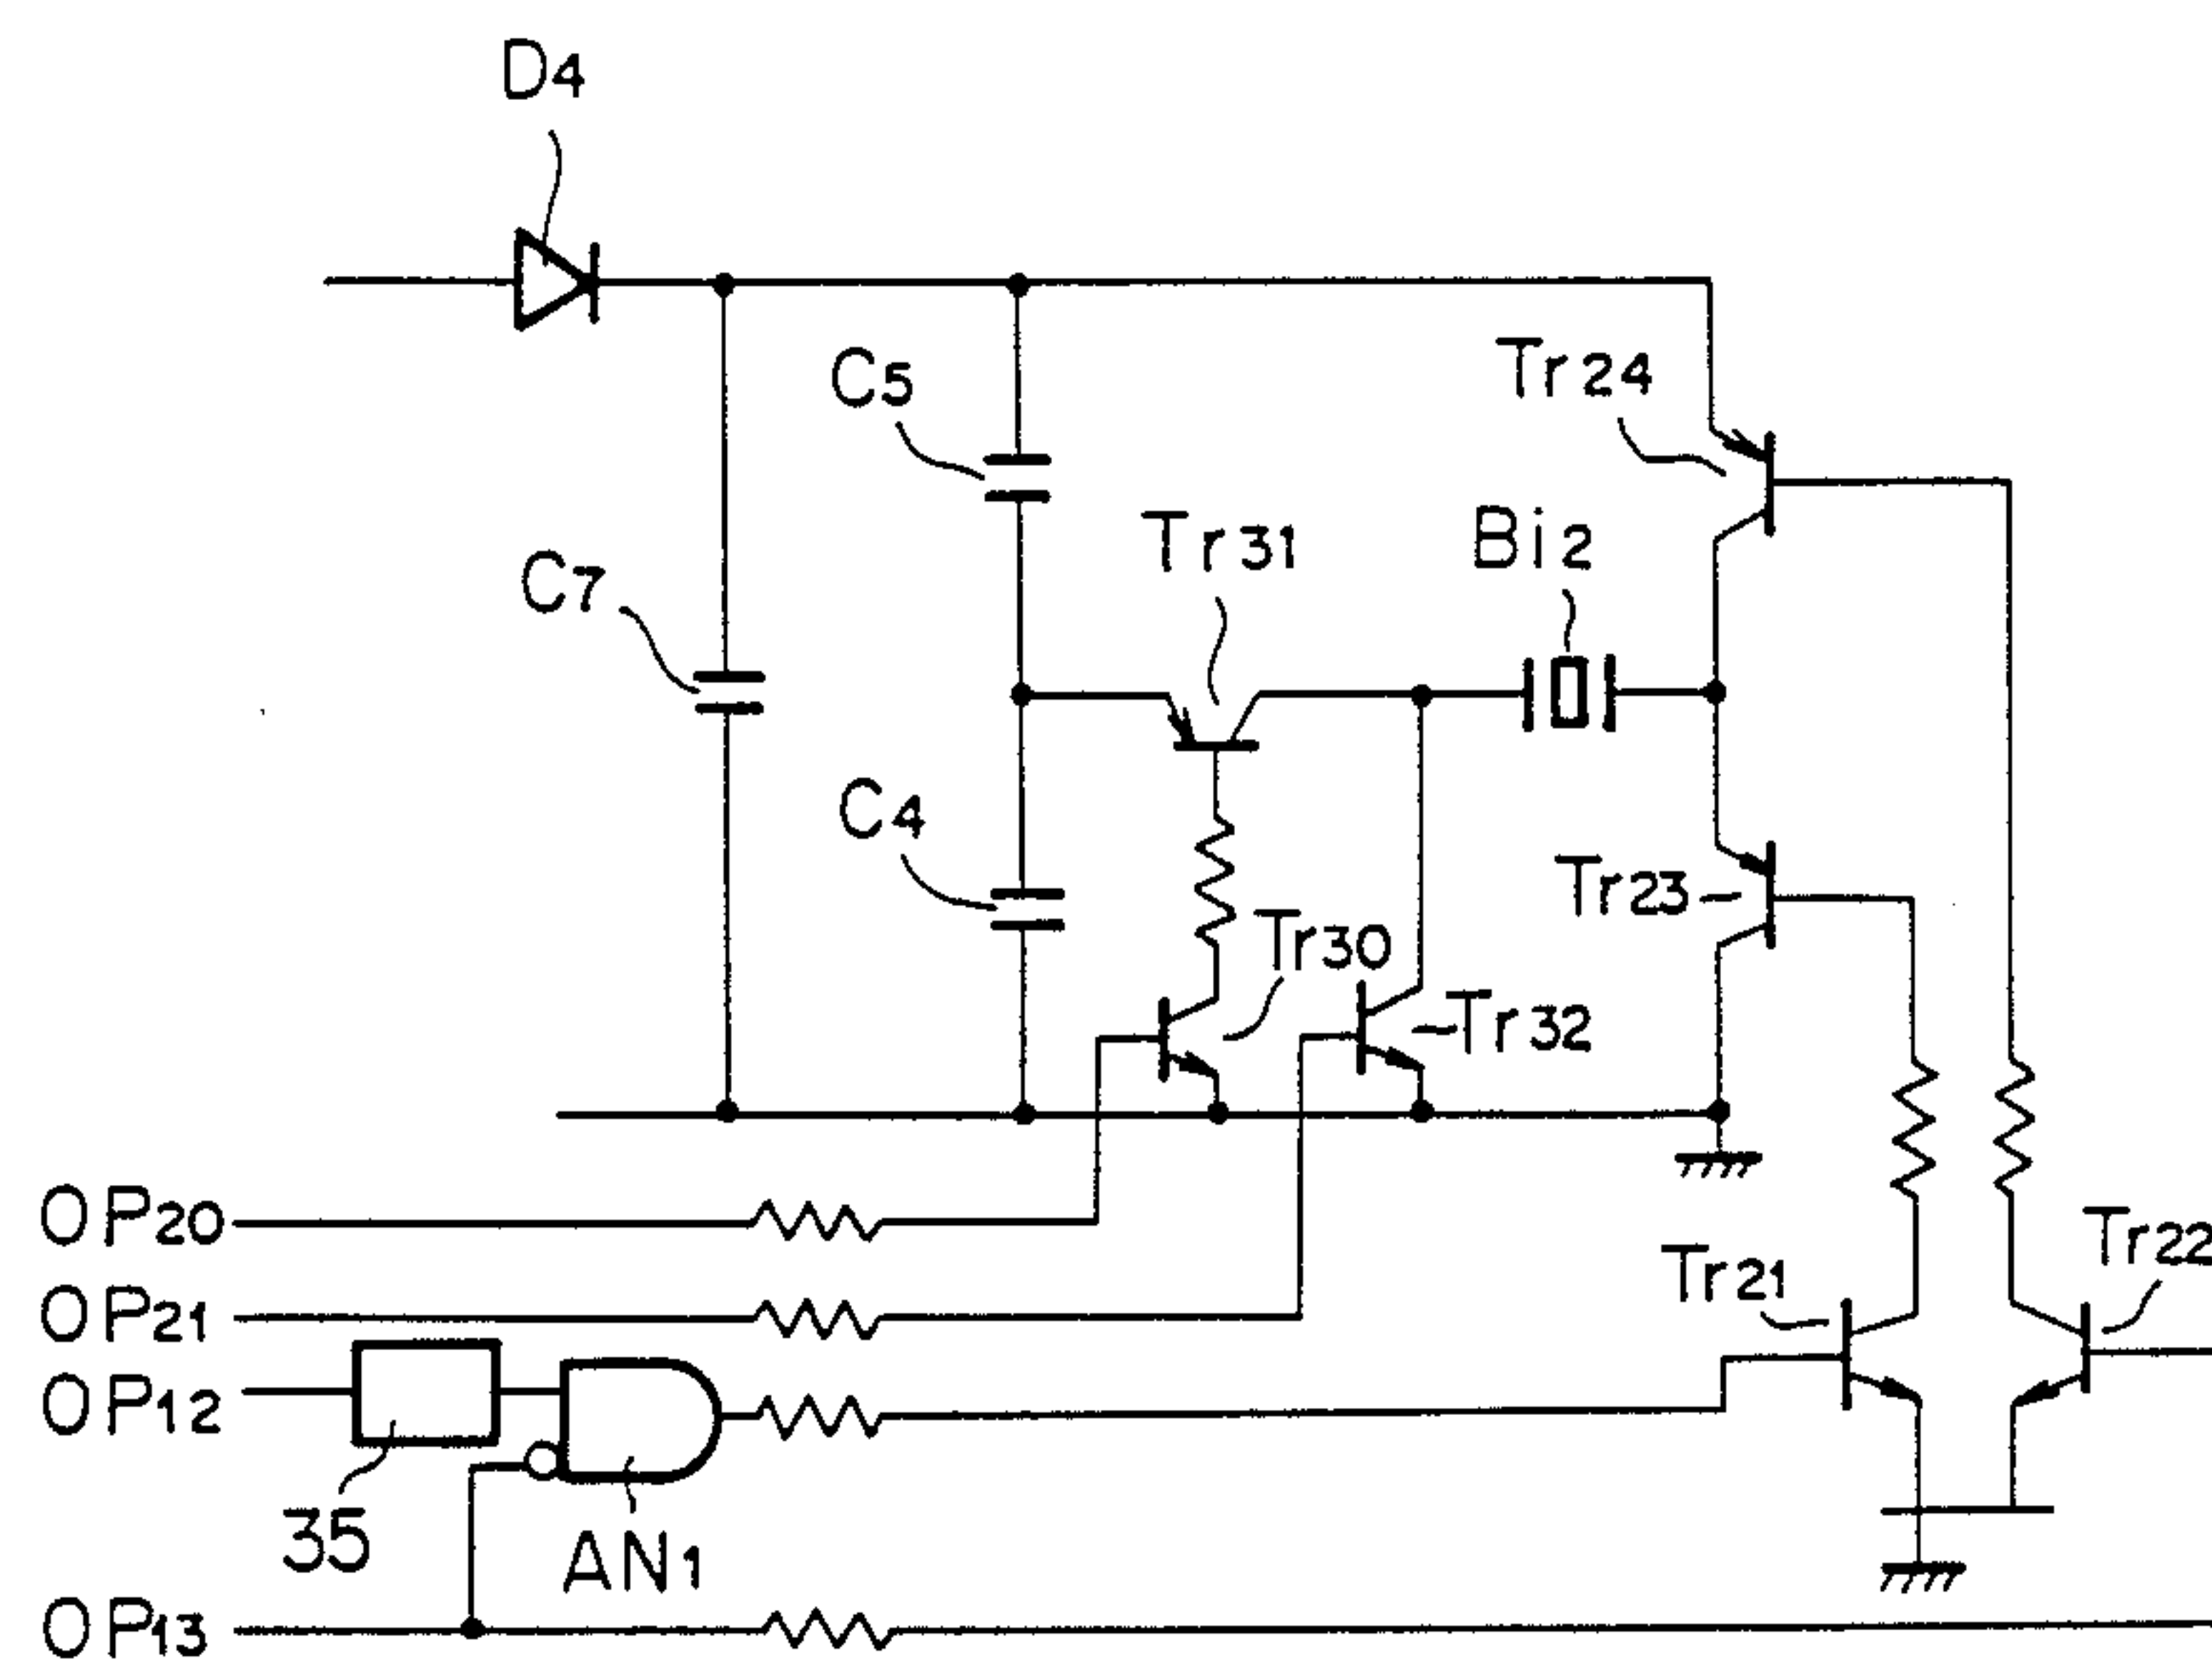 D4
C5
Tr24
Tr31
Bi2
C7
C4
Tr23
Tr30
Tr32
OP20
Tr22
Tr21
OP21
OP12
35
AN1
OP13